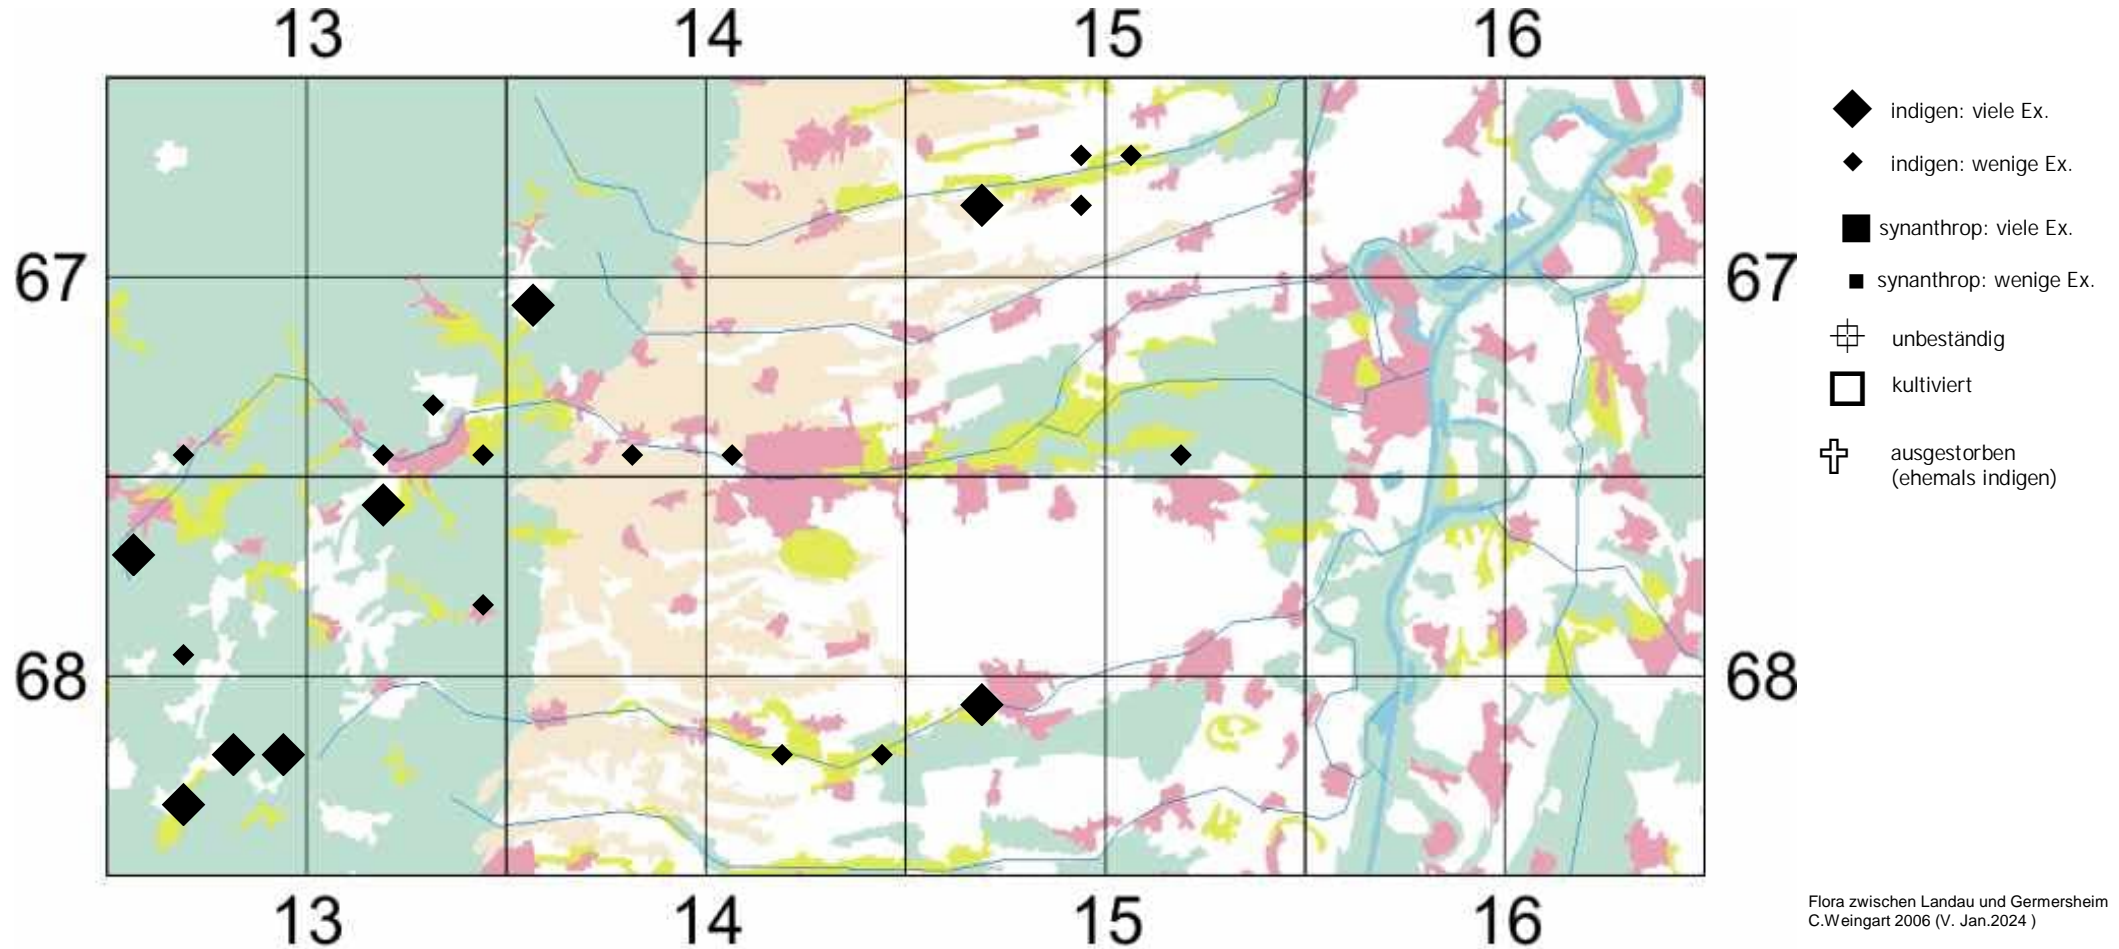 13 14 15 16
indigen: viele Ex.
indigen: wenige Ex.
synanthrop: viele Ex.
67 67
synanthrop: wenige Ex.
unbeständig
kultiviert
ausgestorben
(ehemals indigen)
68 68
13 14 15 16
Flora zwischen Landau und Germersheim
C.Weingart 2006 (V. Jan.2024 )